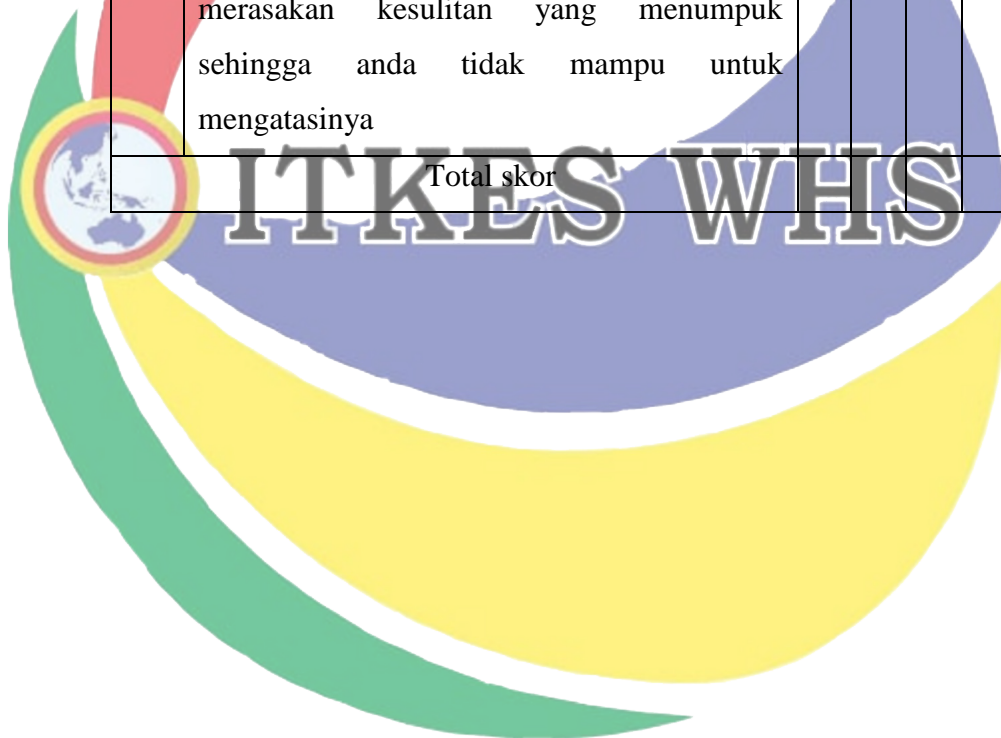 merasakan kesulitan yang menumpuk
sehingga anda tidak mampu untuk
mengatasinya
Total skor
ITKES WHS